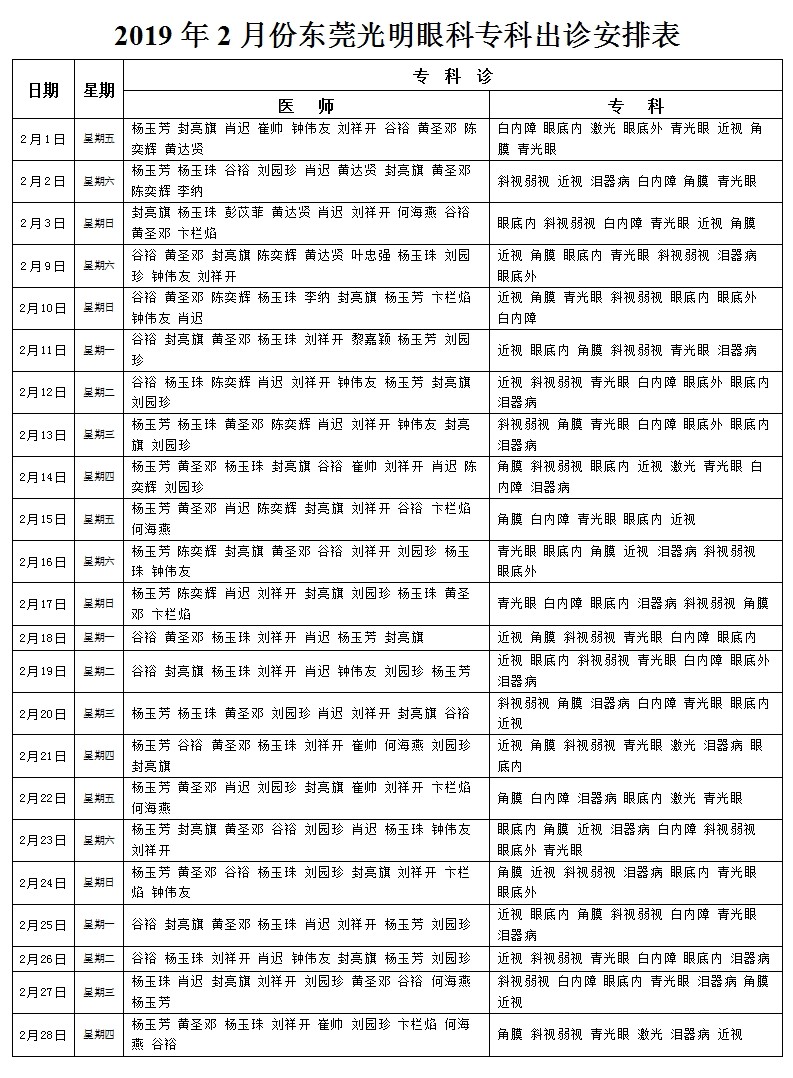 2019 年 2 月份东莞光明眼科专科出诊安排表
日期 星期 专 科 诊
医 师 专 科
2月1日 星期五 杨玉芳 封亮旗 肖迟 崔帅 钟伟友 刘祥开 谷裕 黄圣邓 陈 白内障 眼底内 激光 眼底外 青光眼 近视 角
奕辉 黄达贤 膜 青光眼
2月2日 星期六 杨玉芳 杨玉珠 谷裕 刘园珍 肖迟 黄达贤 封亮旗 黄圣邓 斜视弱视 近视 泪器病 白内障 角膜 青光眼
陈奕辉 李纳
2月3日 星期日 封亮旗 杨玉珠 彭苡菲 黄达贤 肖迟 刘祥开 何海燕 谷裕 眼底内 斜视弱视 白内障 青光眼 近视 角膜
黄圣邓 卞栏焰
2月9日 星期六 谷裕 黄圣邓 封亮旗 陈奕辉 黄达贤 叶忠强 杨玉珠 刘园 近视 角膜 眼底内 青光眼 斜视弱视 泪器病
珍 钟伟友 刘祥开 眼底外
2月10日 星期日 谷裕 黄圣邓 陈奕辉 杨玉珠 李纳 封亮旗 杨玉芳 卞栏焰 近视 角膜 青光眼 斜视弱视 眼底内 眼底外
钟伟友 肖迟 白内障
2月11日 星期一 谷裕 封亮旗 黄圣邓 杨玉珠 刘祥开 黎嘉颖 杨玉芳 刘园 近视 眼底内 角膜 斜视弱视 青光眼 泪器病
珍
2月12日 星期二 谷裕 杨玉珠 陈奕辉 肖迟 刘祥开 钟伟友 杨玉芳 封亮旗 近视 斜视弱视 青光眼 白内障 眼底外 眼底内
刘园珍 泪器病
2月13日 星期三 杨玉芳 杨玉珠 黄圣邓 陈奕辉 肖迟 刘祥开 钟伟友 封亮 斜视弱视 角膜 青光眼 白内障 眼底外 眼底内
旗 刘园珍 泪器病
2月14日 星期四 杨玉芳 黄圣邓 杨玉珠 封亮旗 谷裕 崔帅 刘祥开 肖迟 陈 角膜 斜视弱视 眼底内 近视 激光 青光眼 白
奕辉 刘园珍 内障 泪器病
2月15日 星期五 杨玉芳 黄圣邓 肖迟 陈奕辉 封亮旗 刘祥开 谷裕 卞栏焰 角膜 白内障 青光眼 眼底内 近视
何海燕
2月16日 星期六 杨玉芳 陈奕辉 封亮旗 黄圣邓 谷裕 刘祥开 刘园珍 杨玉 青光眼 眼底内 角膜 近视 泪器病 斜视弱视
珠 钟伟友 眼底外
2月17日 星期日 杨玉芳 陈奕辉 肖迟 刘祥开 封亮旗 刘园珍 杨玉珠 黄圣 青光眼 白内障 眼底内 泪器病 斜视弱视 角膜
邓 卞栏焰
2月18日 星期一 谷裕 黄圣邓 杨玉珠 刘祥开 肖迟 杨玉芳 封亮旗 近视 角膜 斜视弱视 青光眼 白内障 眼底内
2月19日 星期二 谷裕 封亮旗 杨玉珠 刘祥开 肖迟 钟伟友 刘园珍 杨玉芳 近视 眼底内 斜视弱视 青光眼 白内障 眼底外
泪器病
2月20日 星期三 杨玉芳 杨玉珠 黄圣邓 刘园珍 肖迟 刘祥开 封亮旗 谷裕 斜视弱视 角膜 泪器病 白内障 青光眼 眼底内
近视
2月21日 星期四 杨玉芳 谷裕 黄圣邓 杨玉珠 刘祥开 崔帅 何海燕 刘园珍 近视 角膜 斜视弱视 青光眼 激光 泪器病 眼
封亮旗 底内
2月22日 星期五 杨玉芳 黄圣邓 肖迟 刘园珍 封亮旗 崔帅 刘祥开 卞栏焰 角膜 白内障 泪器病 眼底内 激光 青光眼
何海燕
2月23日 星期六 杨玉芳 封亮旗 黄圣邓 谷裕 刘园珍 肖迟 杨玉珠 钟伟友 眼底内 角膜 近视 泪器病 白内障 斜视弱视
刘祥开 眼底外 青光眼
2月24日 星期日 杨玉芳 黄圣邓 谷裕 杨玉珠 刘园珍 封亮旗 刘祥开 卞栏 角膜 近视 斜视弱视 泪器病 眼底内 青光眼
焰 钟伟友 眼底外
2月25日 星期一 谷裕 封亮旗 黄圣邓 杨玉珠 肖迟 刘祥开 杨玉芳 刘园珍 近视 眼底内 角膜 斜视弱视 白内障 青光眼
泪器病
2月26日 星期二 谷裕 杨玉珠 刘祥开 肖迟 钟伟友 封亮旗 杨玉芳 刘园珍 近视 斜视弱视 青光眼 白内障 眼底内 泪器病
2月27日 星期三 杨玉珠 肖迟 封亮旗 刘祥开 刘园珍 黄圣邓 谷裕 何海燕 斜视弱视 白内障 眼底内 青光眼 泪器病 角膜
杨玉芳 近视
2月28日 星期四 杨玉芳 黄圣邓 杨玉珠 刘祥开 崔帅 刘园珍 卞栏焰 何海 角膜 斜视弱视 青光眼 激光 泪器病 近视
燕 谷裕